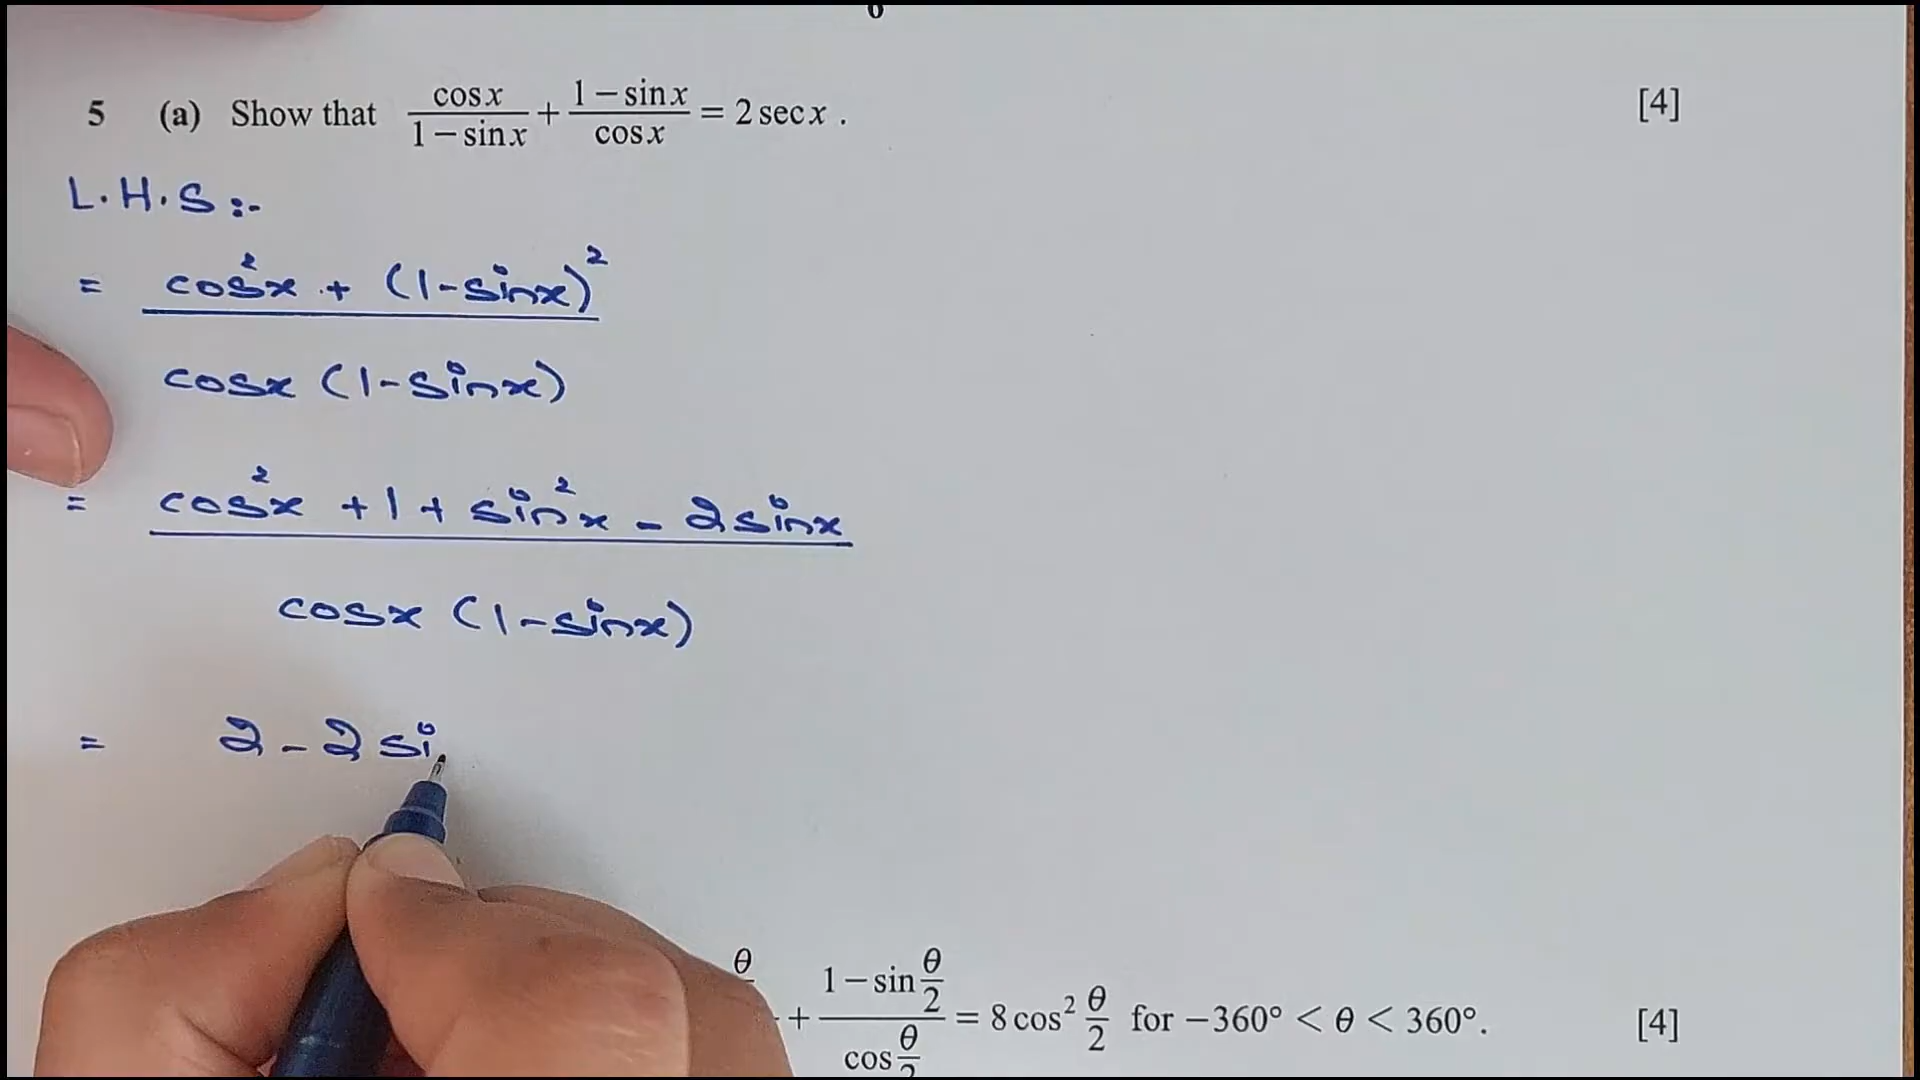 6
5 (a) Show that cos x / (1 − sin x) + (1 − sin x) / cos x = 2 sec x . [4]
L.H.S :-
= cos²x + (1-sinx)²
cosx (1-sinx)
= cos²x + 1 + sin²x - 2sinx
cosx (1-sinx)
= 2 - 2 si
θ + (1 − sin θ/2) / cos θ/2 = 8 cos² θ/2 for −360° < θ < 360°. [4]